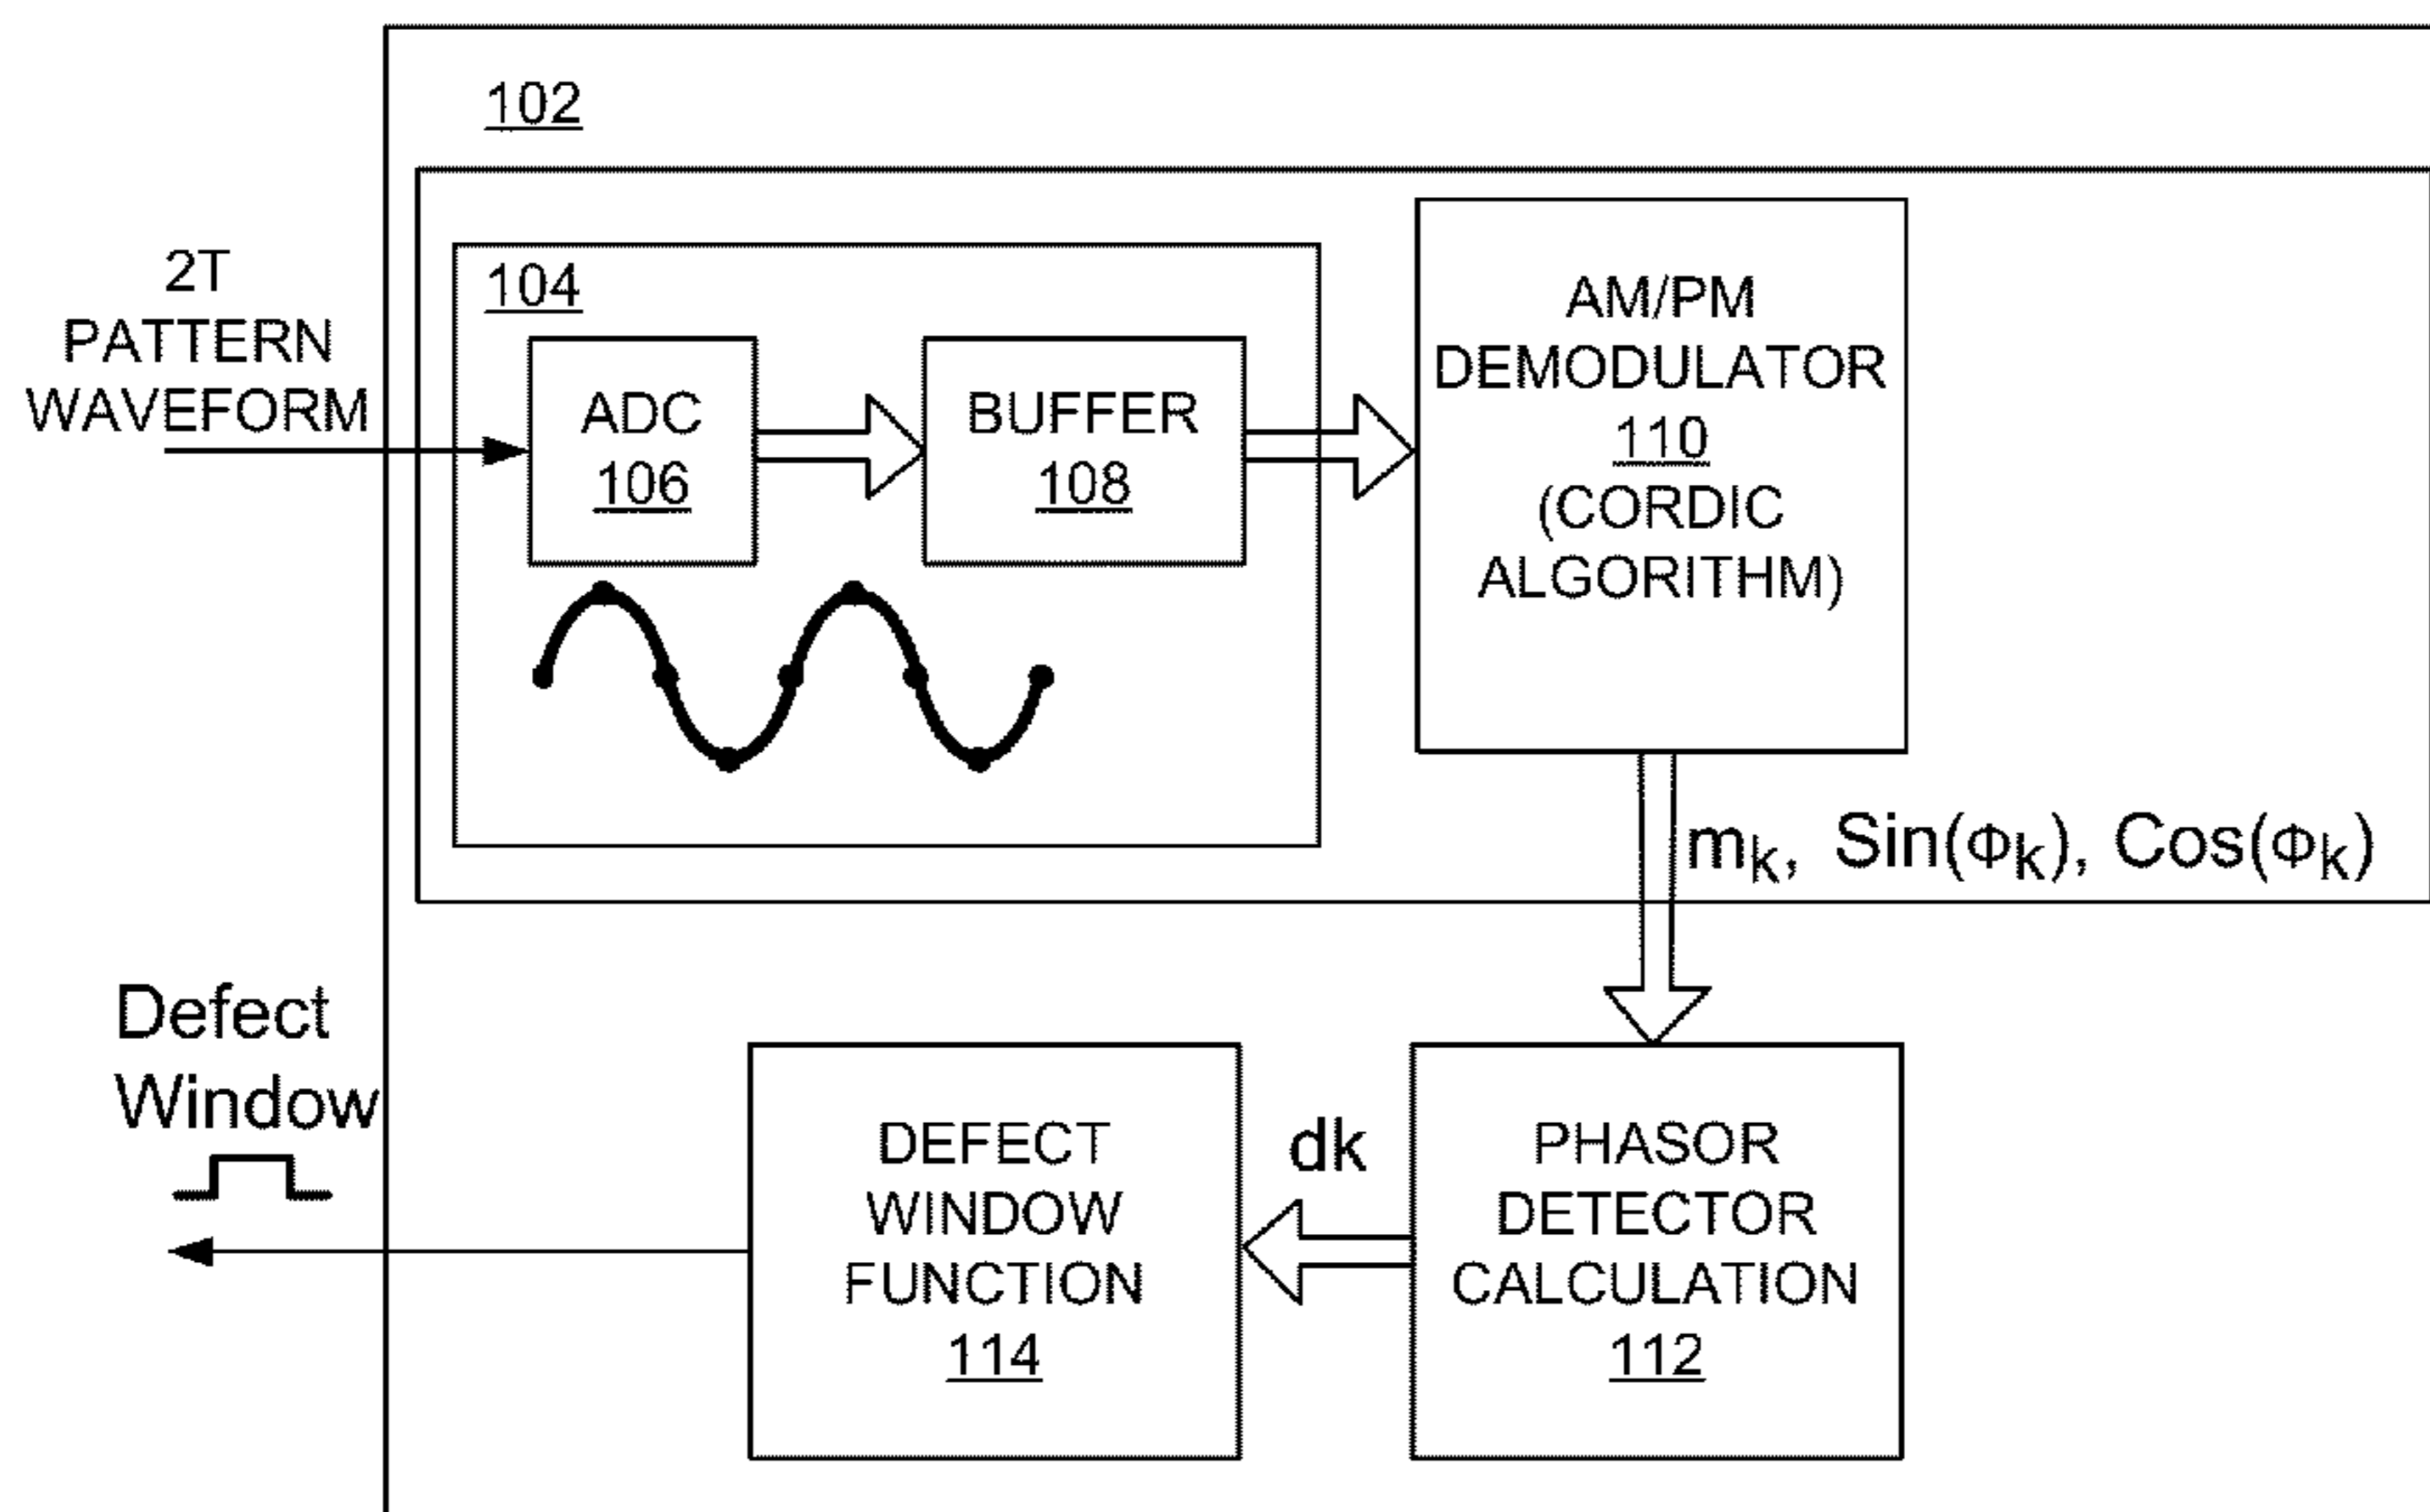 102
2T
PATTERN
WAVEFORM
104
ADC
106
BUFFER
108
AM/PM
DEMODULATOR
110
(CORDIC
ALGORITHM)
mk, Sin(Φk), Cos(Φk)
Defect
Window
DEFECT
WINDOW
FUNCTION
114
dk
PHASOR
DETECTOR
CALCULATION
112